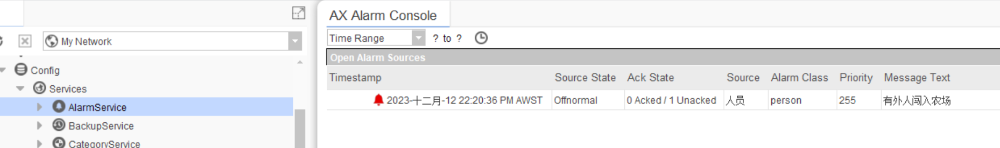 AX Alarm Console
My Network
Time Range ? to ?
Open Alarm Sources
Config
Services
AlarmService
BackupService
CategoryService
Timestamp Source State Ack State Source Alarm Class Priority Message Text
2023-十二月-12 22:20:36 PM AWST Offnormal 0 Acked / 1 Unacked 人员 person 255 有外人闯入农场